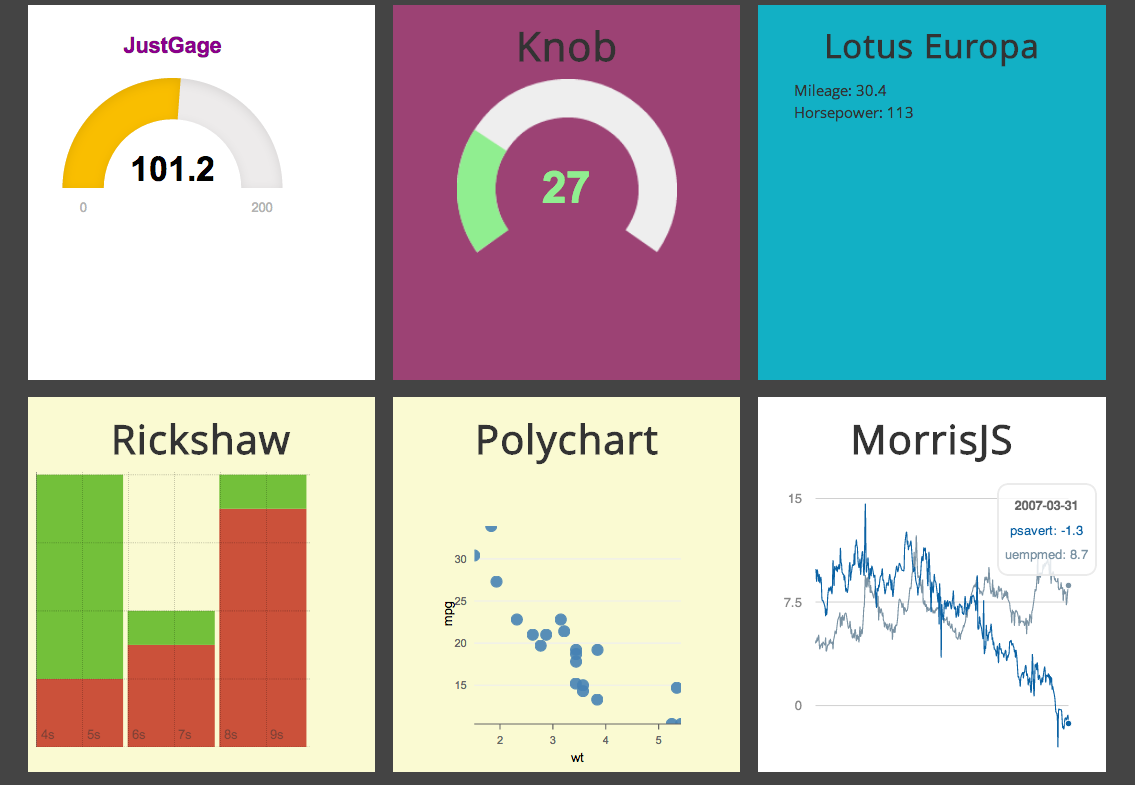 JustGage
101.2
0
200
Knob
27
Lotus Europa
Mileage: 30.4
Horsepower: 113
Rickshaw
4s
5s
6s
7s
8s
9s
Polychart
30
25
20
15
mpg
2
3
4
5
wt
MorrisJS
15
7.5
0
2007-03-31
psavert: -1.3
uempmed: 8.7